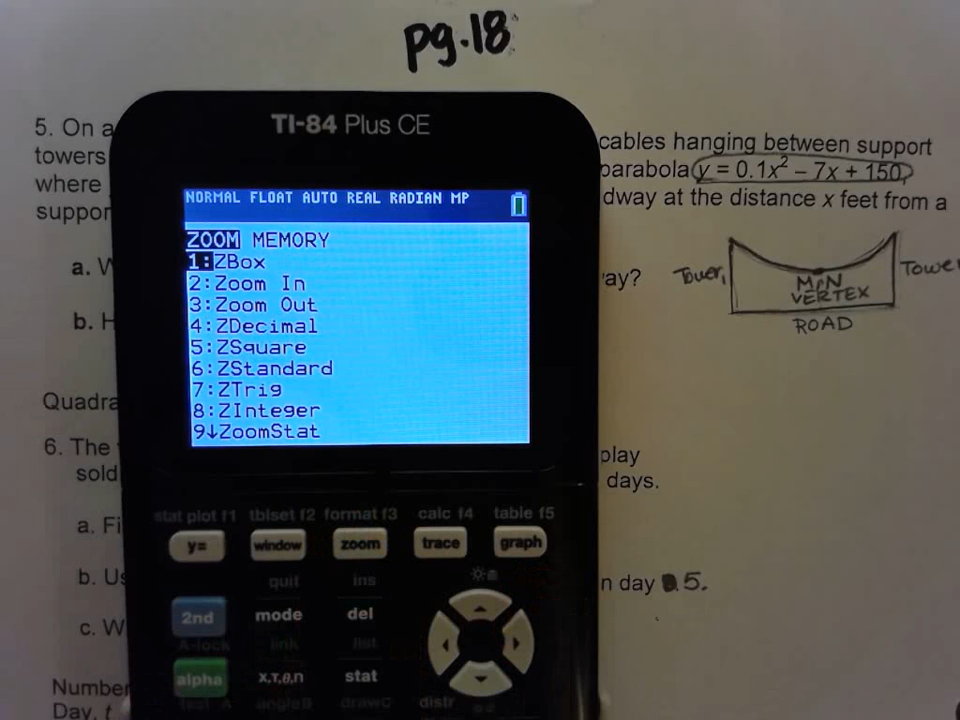 pg.18
5. On a
cables hanging between support
towers
parabola y = 0.1x² – 7x + 150,
where
dway at the distance x feet from a
suppor
a. W
ay?
b. H
Tower,
Tower
MIN
VERTEX
ROAD
Quadra
6. The
play
sold
days.
a. Fi
b. Us
n day 5.
c. W
Number
Day, t
TI-84 Plus CE
NORMAL FLOAT AUTO REAL RADIAN MP
ZOOM MEMORY
1:ZBox
2:Zoom In
3:Zoom Out
4:ZDecimal
5:ZSquare
6:ZStandard
7:ZTrig
8:ZInteger
9↓ZoomStat
stat plot f1 tblset f2 format f3 calc f4 table f5
y= window zoom trace graph
quit ins
2nd mode del
A-lock link list
alpha X,T,θ,n stat
test A angle B draw C distr